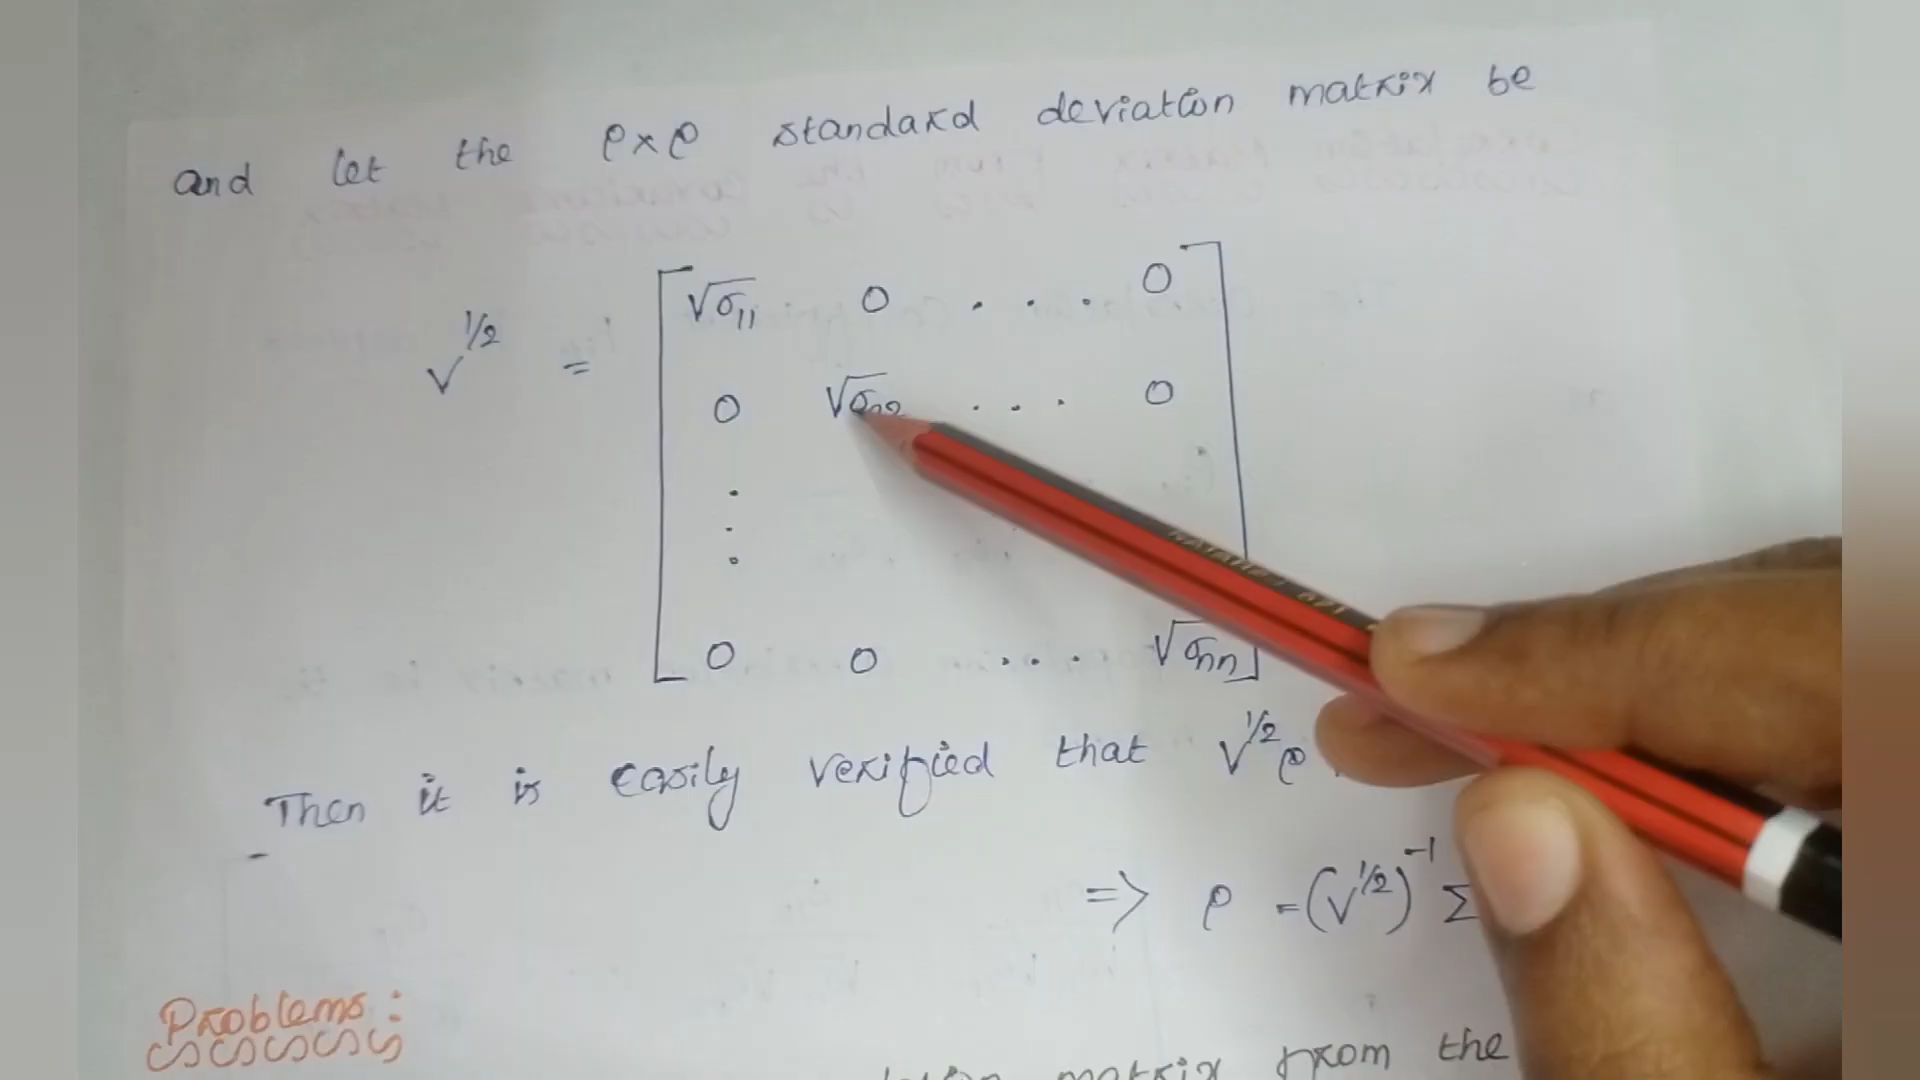 and let the ρxρ standard deviation matrix be
V^1/2 = [ √σ11 0 . . . 0
0 √σ22 . . . 0
.
.
.
0 0 . . . √σnn ]
Then it is easily verified that V^1/2 ρ
=> ρ = (V^1/2)^-1 Σ
Problems:
matrix from the